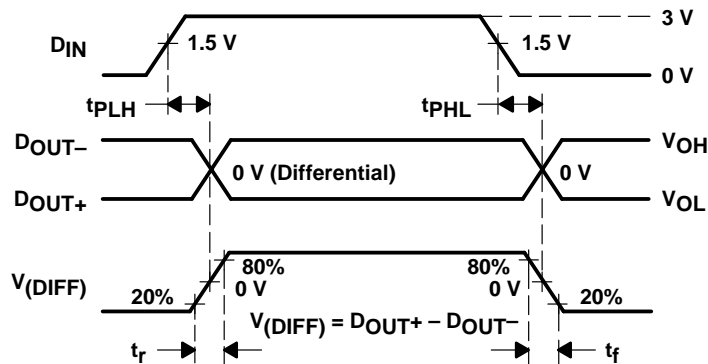 3 V
DIN
1.5 V
1.5 V
0 V
tPLH
tPHL
DOUT–
VOH
0 V (Differential)
0 V
DOUT+
VOL
80%
80%
V(DIFF)
0 V
0 V
20%
20%
V(DIFF) = DOUT+ – DOUT–
tr
tf